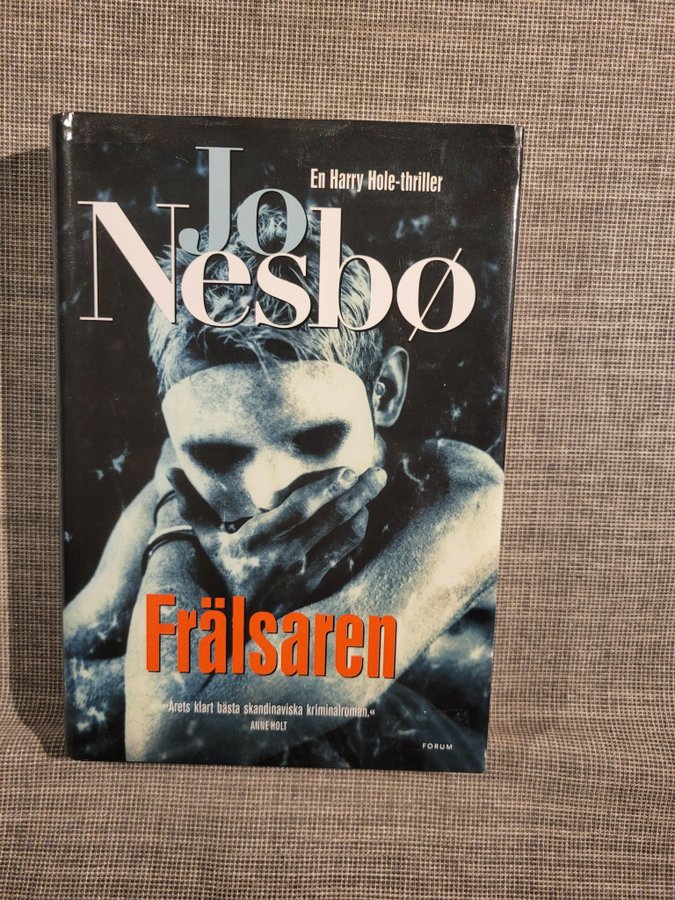 Jo
Nesbø
En Harry Hole-thriller
Frälsaren
»Årets klart bästa skandinaviska kriminalroman.«
ANNE HOLT
FORUM